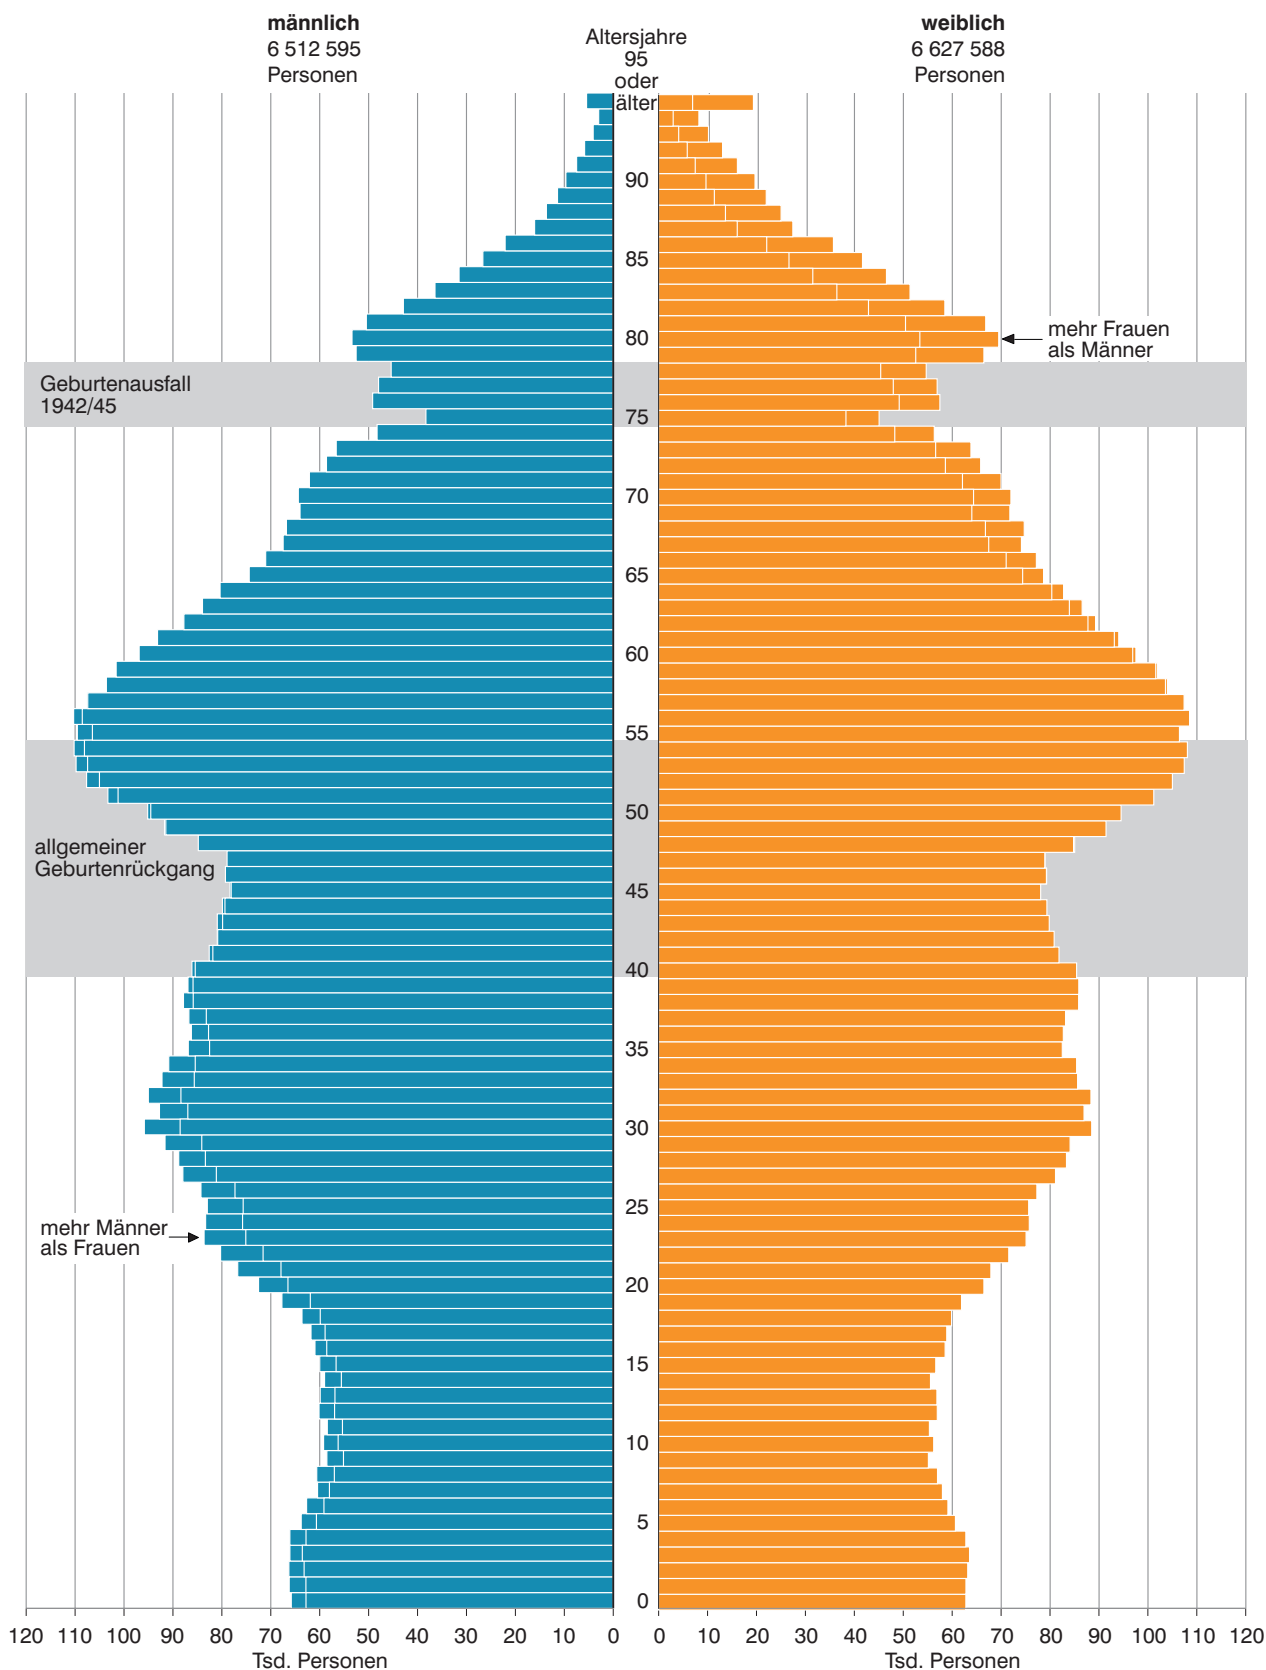 männlich
6 512 595
Personen
Altersjahre
95
oder
älter
weiblich
6 627 588
Personen
90
85
80
mehr Frauen
als Männer
Geburtenausfall
1942/45
75
70
65
60
55
50
allgemeiner
Geburtenrückgang
45
40
35
30
25
mehr Männer
als Frauen
20
15
10
5
0
120 110 100 90 80 70 60 50 40 30 20 10 0
0 10 20 30 40 50 60 70 80 90 100 110 120
Tsd. Personen
Tsd. Personen